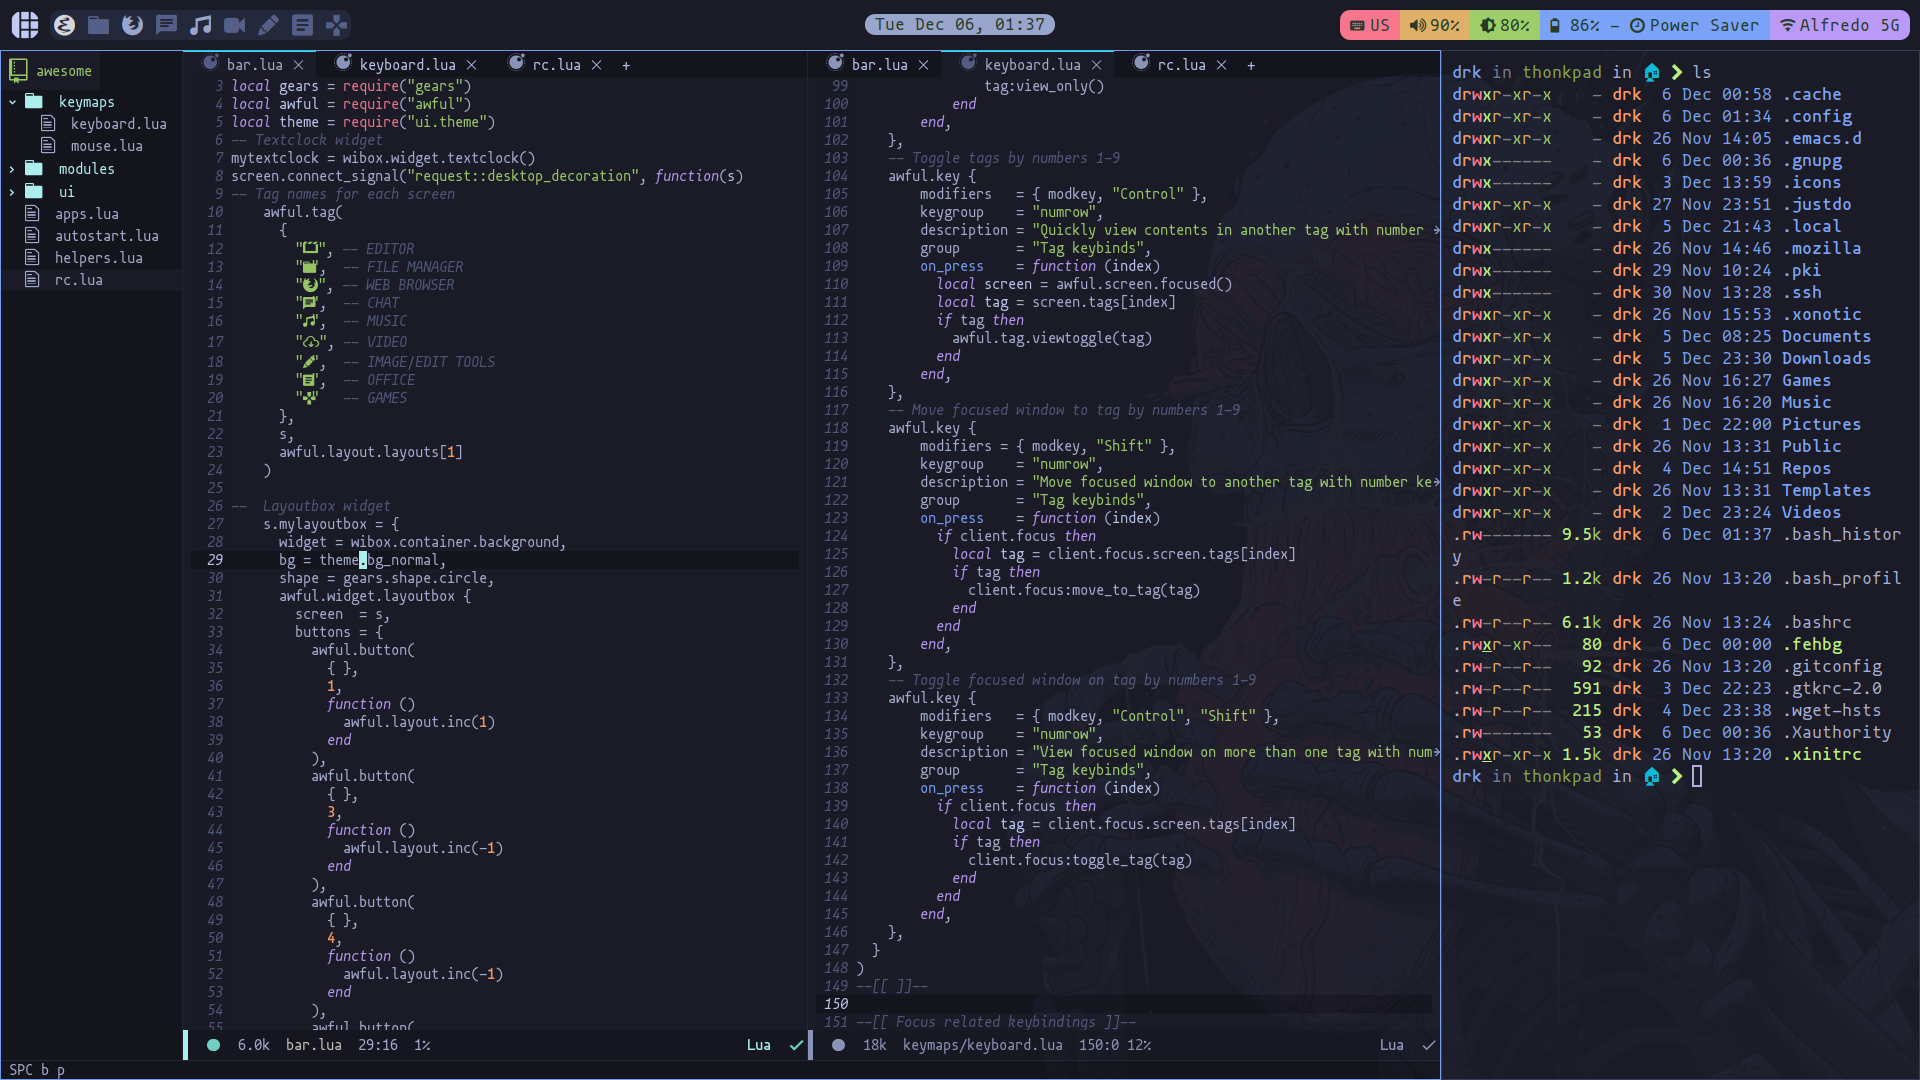 Tue Dec 06, 01:37
US 90% 80% 86% – Power Saver Alfredo 5G
awesome
keymaps
keyboard.lua
mouse.lua
modules
ui
apps.lua
autostart.lua
helpers.lua
rc.lua
bar.lua × keyboard.lua × rc.lua × +
3 local gears = require("gears")
4 local awful = require("awful")
5 local theme = require("ui.theme")
6 -- Textclock widget
7 mytextclock = wibox.widget.textclock()
8 screen.connect_signal("request::desktop_decoration", function(s)
9 -- Tag names for each screen
10 awful.tag(
11 {
12 "", -- EDITOR
13 "", -- FILE MANAGER
14 "", -- WEB BROWSER
15 "", -- CHAT
16 "", -- MUSIC
17 "", -- VIDEO
18 "", -- IMAGE/EDIT TOOLS
19 "", -- OFFICE
20 "", -- GAMES
21 },
22 s,
23 awful.layout.layouts[1]
24 )
25
26 -- Layoutbox widget
27 s.mylayoutbox = {
28 widget = wibox.container.background,
29 bg = theme.bg_normal,
30 shape = gears.shape.circle,
31 awful.widget.layoutbox {
32 screen = s,
33 buttons = {
34 awful.button(
35 { },
36 1,
37 function ()
38 awful.layout.inc(1)
39 end
40 ),
41 awful.button(
42 { },
43 3,
44 function ()
45 awful.layout.inc(-1)
46 end
47 ),
48 awful.button(
49 { },
50 4,
51 function ()
52 awful.layout.inc(-1)
53 end
54 ),
55 awful.button(
6.0k bar.lua 29:16 1% Lua
bar.lua × keyboard.lua × rc.lua × +
99 tag:view_only()
100 end
101 end,
102 },
103 -- Toggle tags by numbers 1-9
104 awful.key {
105 modifiers = { modkey, "Control" },
106 keygroup = "numrow",
107 description = "Quickly view contents in another tag with number
108 group = "Tag keybinds",
109 on_press = function (index)
110 local screen = awful.screen.focused()
111 local tag = screen.tags[index]
112 if tag then
113 awful.tag.viewtoggle(tag)
114 end
115 end,
116 },
117 -- Move focused window to tag by numbers 1-9
118 awful.key {
119 modifiers = { modkey, "Shift" },
120 keygroup = "numrow",
121 description = "Move focused window to another tag with number ke
122 group = "Tag keybinds",
123 on_press = function (index)
124 if client.focus then
125 local tag = client.focus.screen.tags[index]
126 if tag then
127 client.focus:move_to_tag(tag)
128 end
129 end
130 end,
131 },
132 -- Toggle focused window on tag by numbers 1-9
133 awful.key {
134 modifiers = { modkey, "Control", "Shift" },
135 keygroup = "numrow",
136 description = "View focused window on more than one tag with num
137 group = "Tag keybinds",
138 on_press = function (index)
139 if client.focus then
140 local tag = client.focus.screen.tags[index]
141 if tag then
142 client.focus:toggle_tag(tag)
143 end
144 end
145 end,
146 },
147 }
148 )
149 --[[ ]]--
150
151 --[[ Focus related keybindings ]]--
18k keymaps/keyboard.lua 150:0 12% Lua
SPC b p
drk in thonkpad in ❯ ls
drwxr-xr-x - drk 6 Dec 00:58 .cache
drwxr-xr-x - drk 6 Dec 01:34 .config
drwxr-xr-x - drk 26 Nov 14:05 .emacs.d
drwx------ - drk 6 Dec 00:36 .gnupg
drwx------ - drk 3 Dec 13:59 .icons
drwxr-xr-x - drk 27 Nov 23:51 .justdo
drwxr-xr-x - drk 5 Dec 21:43 .local
drwx------ - drk 26 Nov 14:46 .mozilla
drwxr-xr-x - drk 29 Nov 10:24 .pki
drwx------ - drk 30 Nov 13:28 .ssh
drwxr-xr-x - drk 26 Nov 15:53 .xonotic
drwxr-xr-x - drk 5 Dec 08:25 Documents
drwxr-xr-x - drk 5 Dec 23:30 Downloads
drwxr-xr-x - drk 26 Nov 16:27 Games
drwxr-xr-x - drk 26 Nov 16:20 Music
drwxr-xr-x - drk 1 Dec 22:00 Pictures
drwxr-xr-x - drk 26 Nov 13:31 Public
drwxr-xr-x - drk 4 Dec 14:51 Repos
drwxr-xr-x - drk 26 Nov 13:31 Templates
drwxr-xr-x - drk 2 Dec 23:24 Videos
.rw------- 9.5k drk 6 Dec 01:37 .bash_histor
y
.rw-r--r-- 1.2k drk 26 Nov 13:20 .bash_profil
e
.rw-r--r-- 6.1k drk 26 Nov 13:24 .bashrc
.rwxr-xr-- 80 drk 6 Dec 00:00 .fehbg
.rw-r--r-- 92 drk 26 Nov 13:20 .gitconfig
.rw-r--r-- 591 drk 3 Dec 22:23 .gtkrc-2.0
.rw-r--r-- 215 drk 4 Dec 23:38 .wget-hsts
.rw------- 53 drk 6 Dec 00:36 .Xauthority
.rwxr-xr-x 1.5k drk 26 Nov 13:20 .xinitrc
drk in thonkpad in ❯